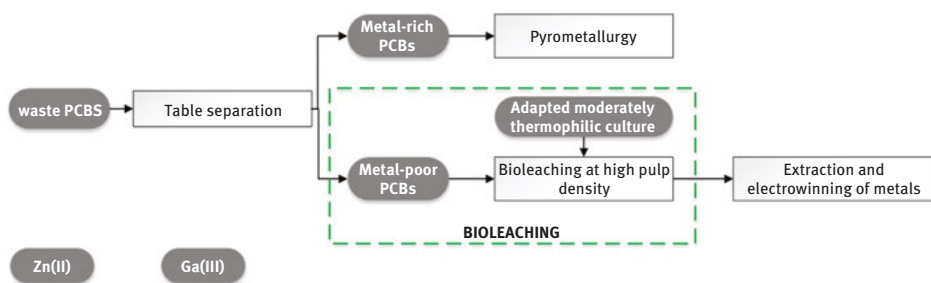 Metal-rich
PCBs
Pyrometallurgy
waste PCBS
Table separation
Adapted moderately
thermophilic culture
Metal-poor
PCBs
Bioleaching at high pulp
density
Extraction and
electrowinning of metals
BIOLEACHING
Zn(II)
Ga(III)